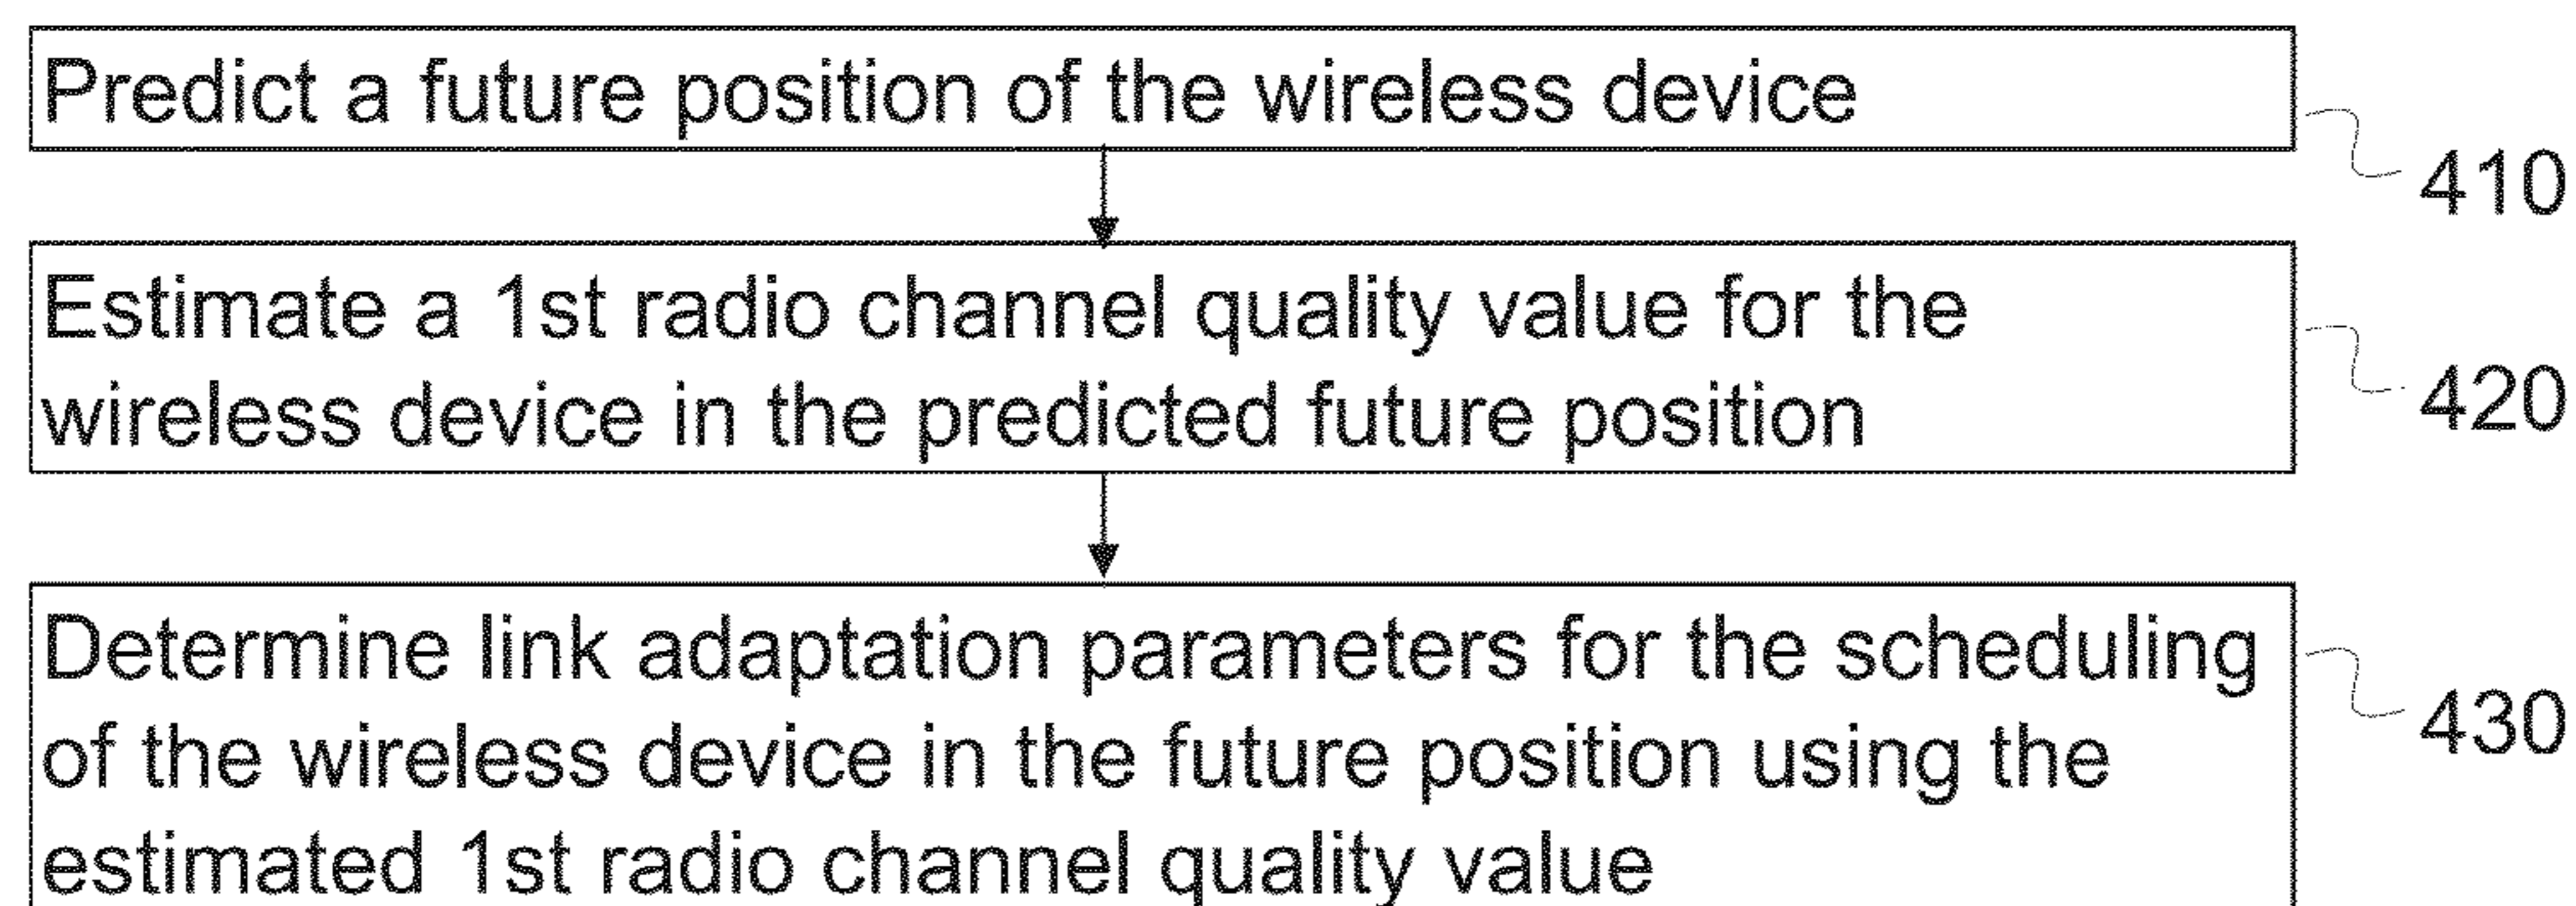 Predict a future position of the wireless device
410
Estimate a 1st radio channel quality value for the
wireless device in the predicted future position
420
Determine link adaptation parameters for the scheduling
of the wireless device in the future position using the
estimated 1st radio channel quality value
430